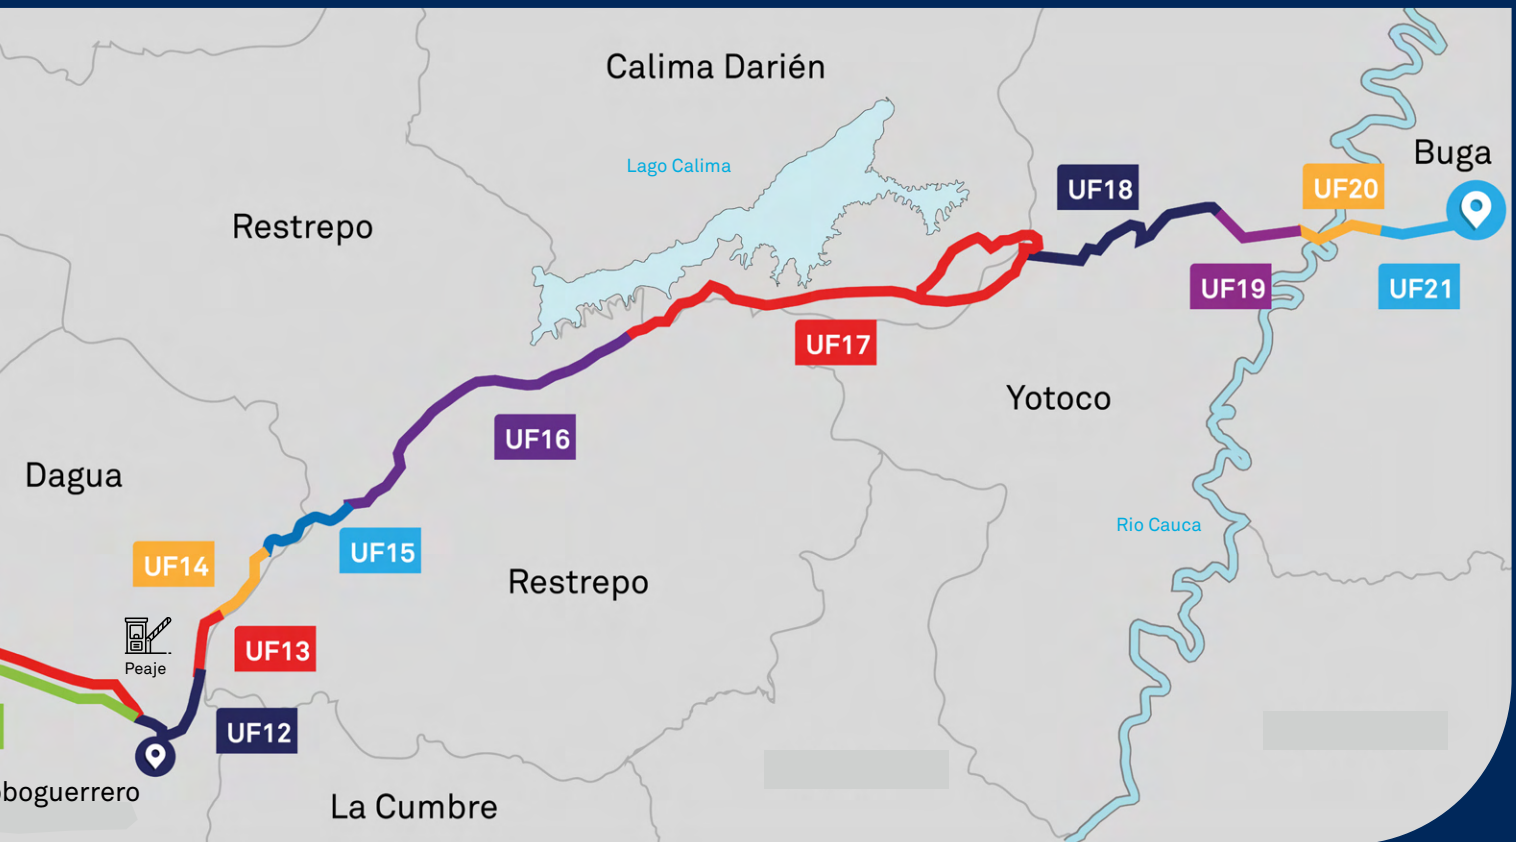 Calima Darién
Buga
Lago Calima
UF18
UF20
Restrepo
UF19
UF21
UF17
Yotoco
UF16
Dagua
Rio Cauca
UF15
UF14
Restrepo
UF13
Peaje
UF12
oboguerrero
La Cumbre